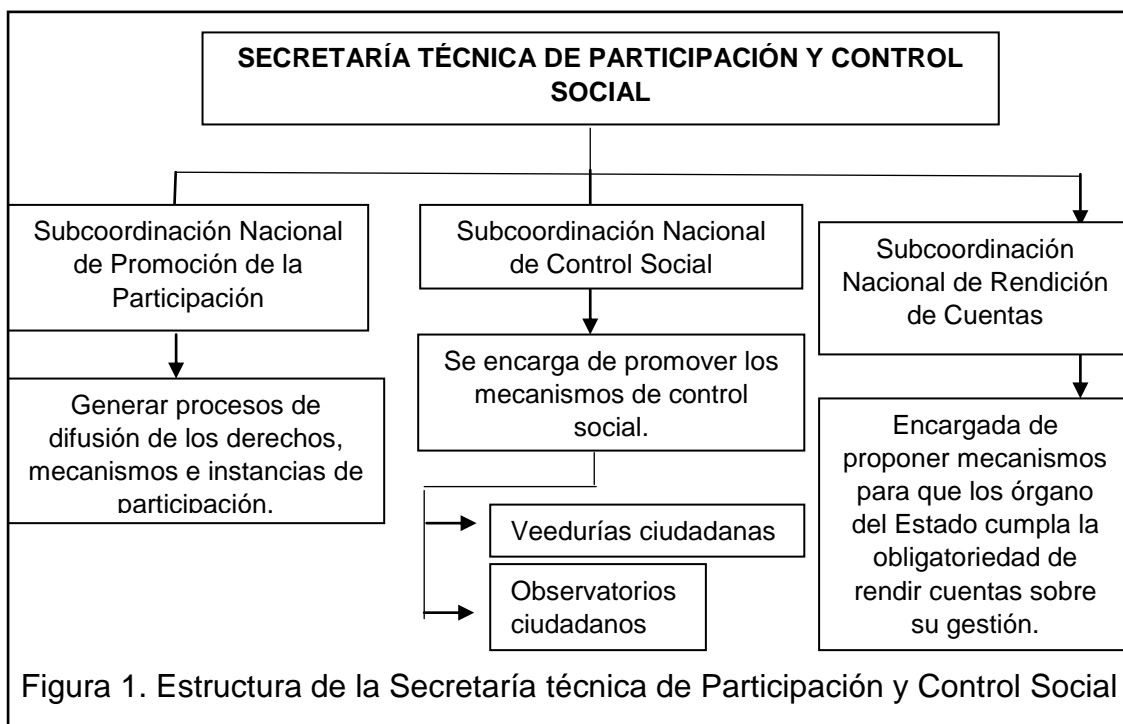 SECRETARÍA TÉCNICA DE PARTICIPACIÓN Y CONTROL
SOCIAL
Subcoordinación Nacional
de Promoción de la
Participación
Generar procesos de
difusión de los derechos,
mecanismos e instancias de
participación.
Subcoordinación Nacional
de Control Social
Se encarga de promover los
mecanismos de control
social.
Veedurías ciudadanas
Observatorios
ciudadanos
Subcoordinación
Nacional de Rendición
de Cuentas
Encargada de
proponer mecanismos
para que los órgano
del Estado cumpla la
obligatoriedad de
rendir cuentas sobre
su gestión.
Figura 1. Estructura de la Secretaría técnica de Participación y Control Social